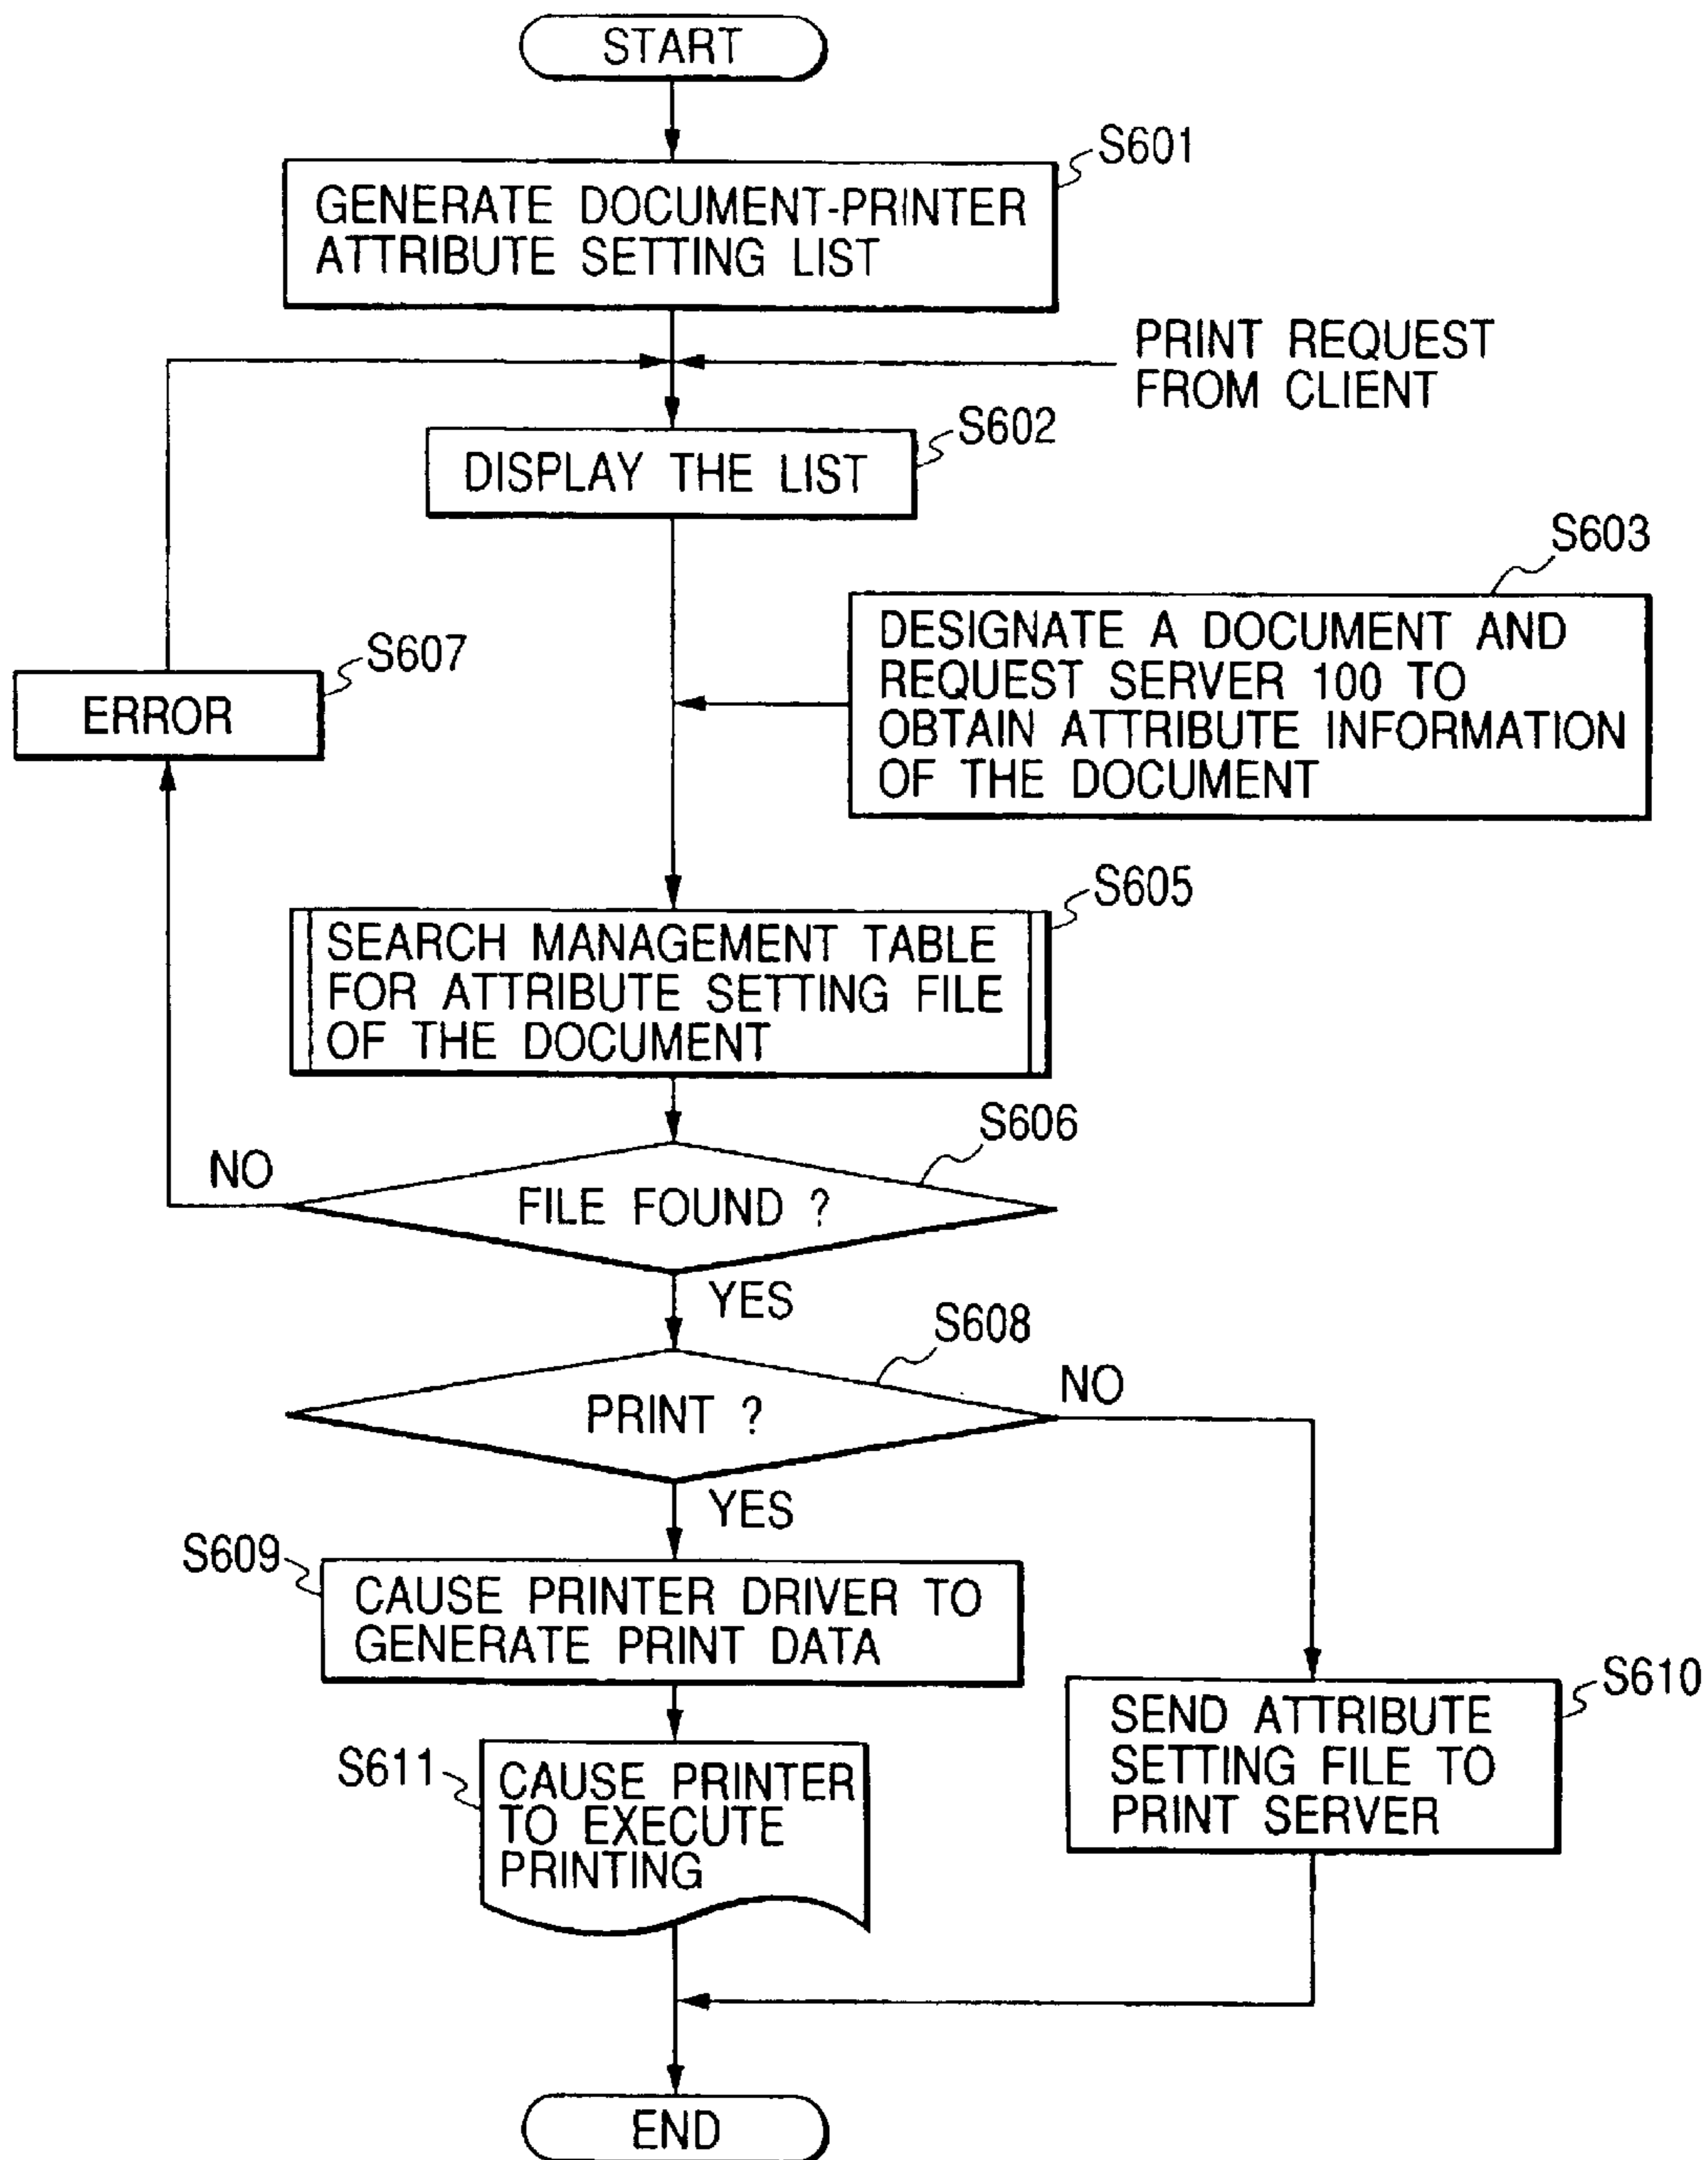 START
S601
GENERATE DOCUMENT-PRINTER
ATTRIBUTE SETTING LIST
PRINT REQUEST
FROM CLIENT
S602
DISPLAY THE LIST
S603
DESIGNATE A DOCUMENT AND
REQUEST SERVER 100 TO
OBTAIN ATTRIBUTE INFORMATION
OF THE DOCUMENT
S607
ERROR
S605
SEARCH MANAGEMENT TABLE
FOR ATTRIBUTE SETTING FILE
OF THE DOCUMENT
S606
NO
FILE FOUND ?
YES
S608
NO
PRINT ?
YES
S609
CAUSE PRINTER DRIVER TO
GENERATE PRINT DATA
S610
SEND ATTRIBUTE
SETTING FILE TO
PRINT SERVER
S611
CAUSE PRINTER
TO EXECUTE
PRINTING
END